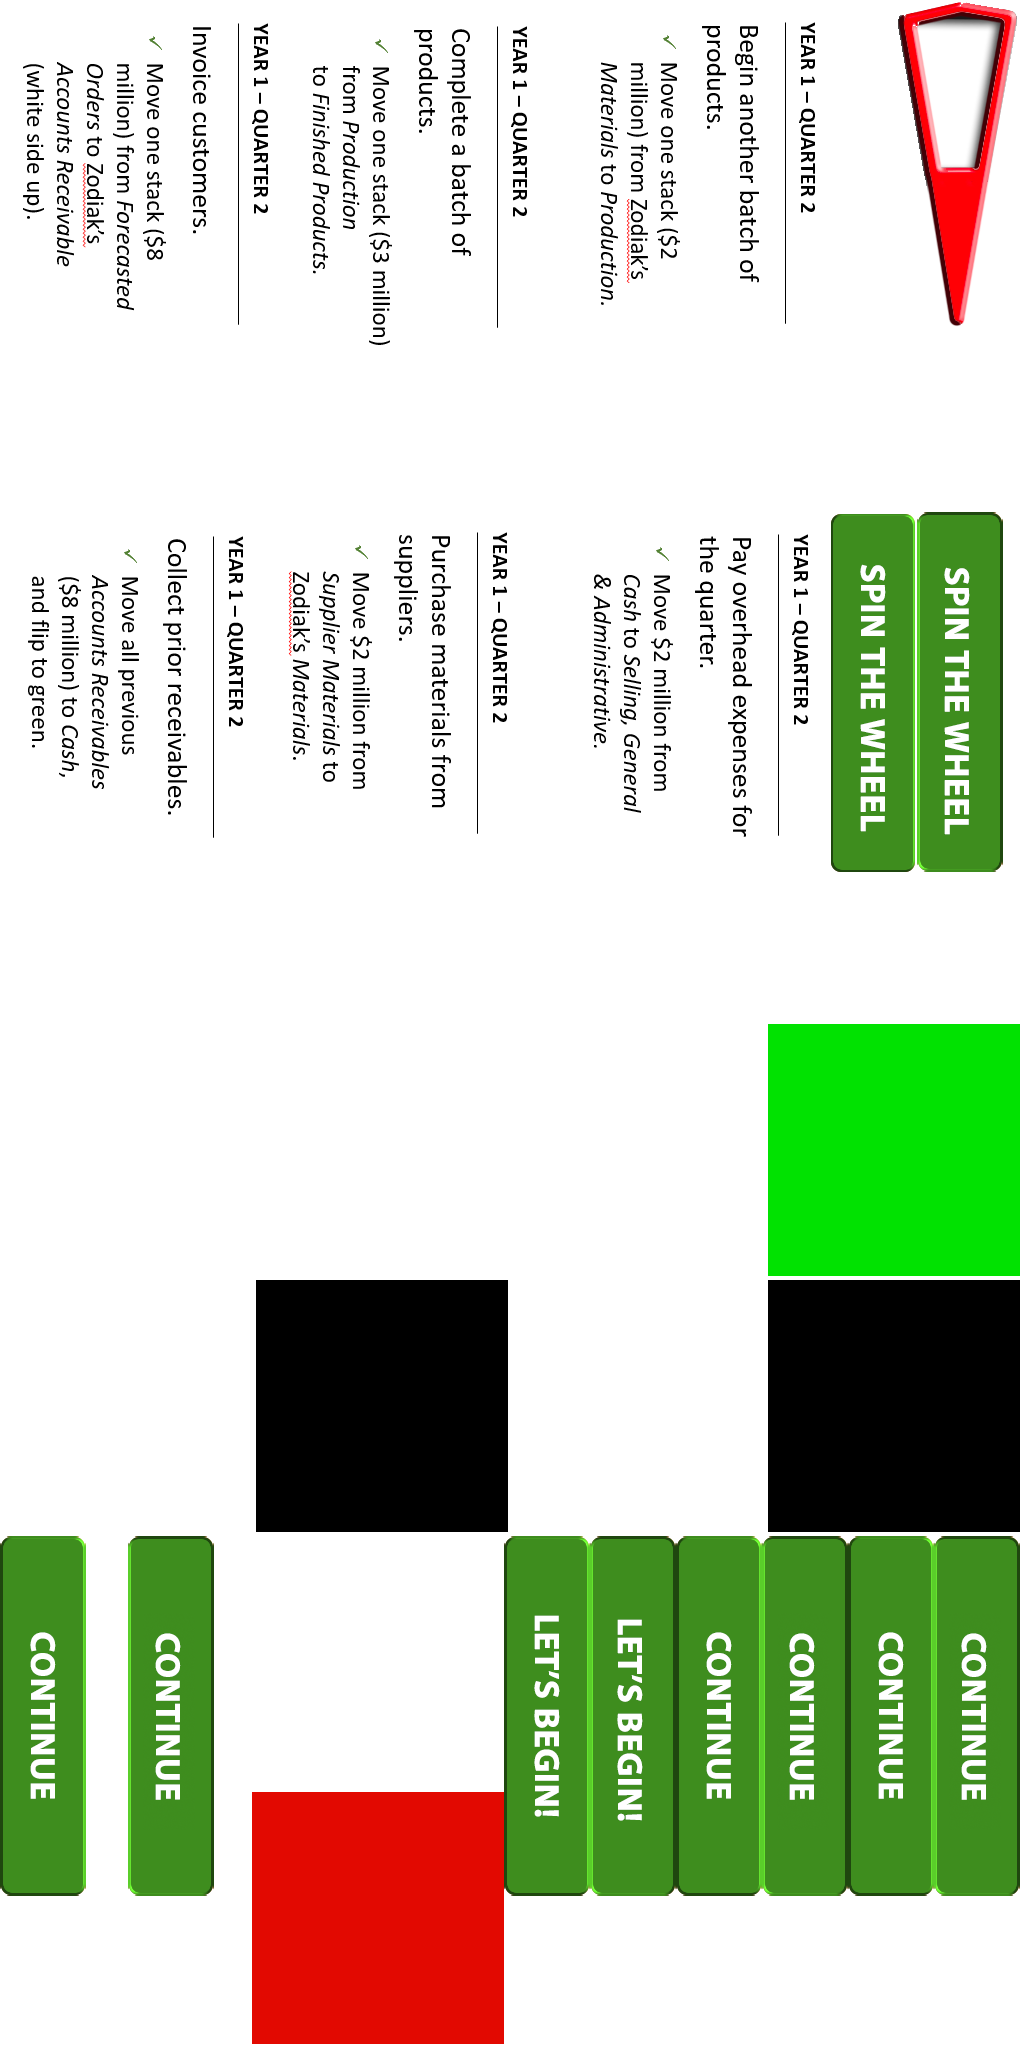 YEAR 1 – QUARTER 2
Begin another batch of
products.
✓ Move one stack ($2
million) from Zodiak’s
Materials to Production.
YEAR 1 – QUARTER 2
Complete a batch of
products.
✓ Move one stack ($3 million)
from Production
to Finished Products.
YEAR 1 – QUARTER 2
Invoice customers.
✓ Move one stack ($8
million) from Forecasted
Orders to Zodiak’s
Accounts Receivable
(white side up).
SPIN THE WHEEL
SPIN THE WHEEL
YEAR 1 – QUARTER 2
Pay overhead expenses for
the quarter.
✓ Move $2 million from
Cash to Selling, General
& Administrative.
YEAR 1 – QUARTER 2
Purchase materials from
suppliers.
✓ Move $2 million from
Supplier Materials to
Zodiak’s Materials.
YEAR 1 – QUARTER 2
Collect prior receivables.
✓ Move all previous
Accounts Receivables
($8 million) to Cash,
and flip to green.
CONTINUE
CONTINUE
CONTINUE
CONTINUE
LET’S BEGIN!
LET’S BEGIN!
CONTINUE
CONTINUE